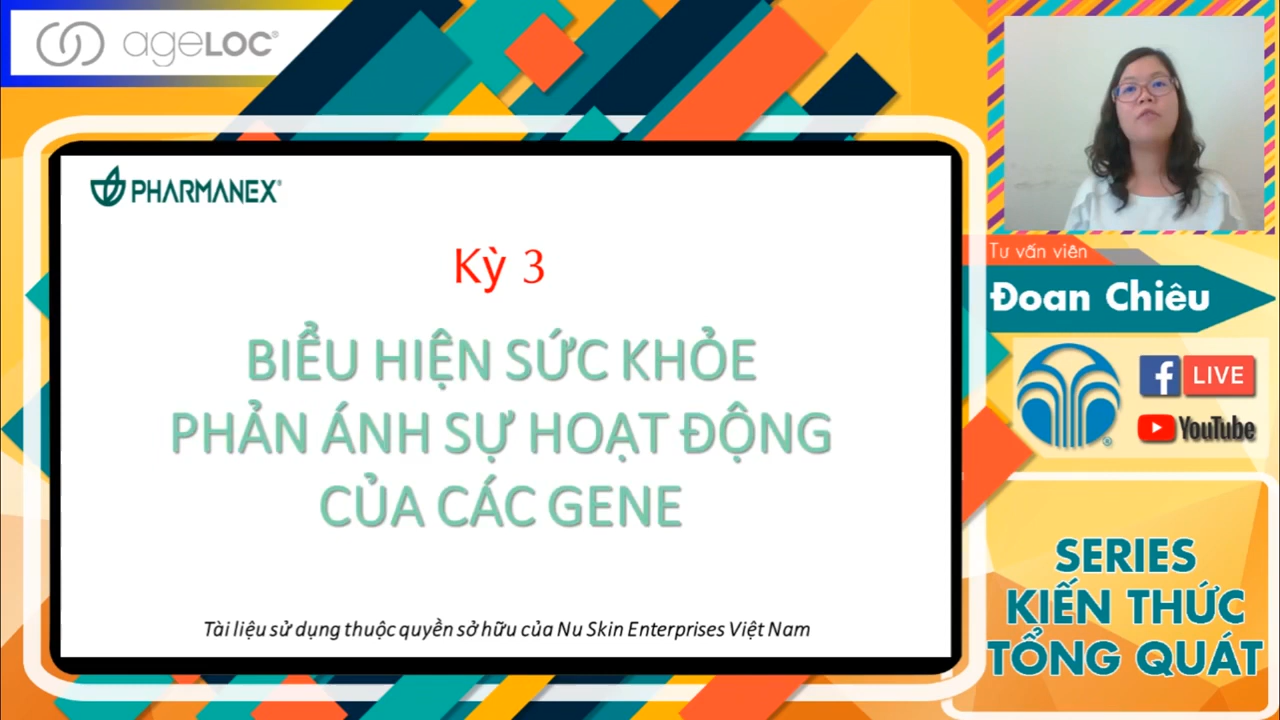 ageLOC®
PHARMANEX®
Kỳ 3
BIỂU HIỆN SỨC KHỎE
PHẢN ÁNH SỰ HOẠT ĐỘNG
CỦA CÁC GENE
Tài liệu sử dụng thuộc quyền sở hữu của Nu Skin Enterprises Việt Nam
Tư vấn viên
Đoan Chiêu
f LIVE
YouTube
®
SERIES
KIẾN THỨC
TỔNG QUÁT